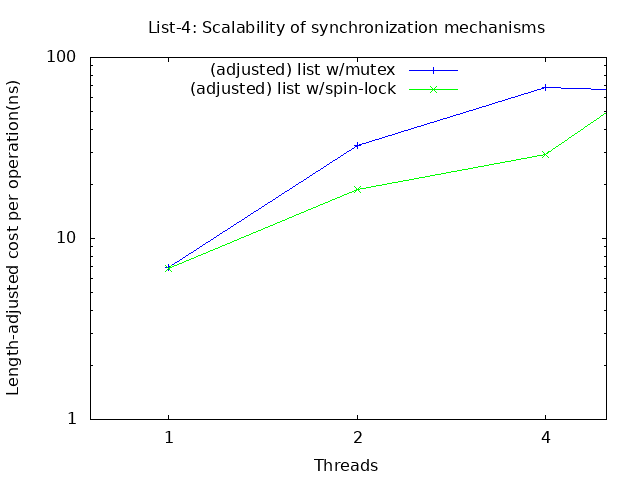 List-4: Scalability of synchronization mechanisms
Length-adjusted cost per operation(ns)
100
10
1
(adjusted) list w/mutex
(adjusted) list w/spin-lock
1 2 4
Threads